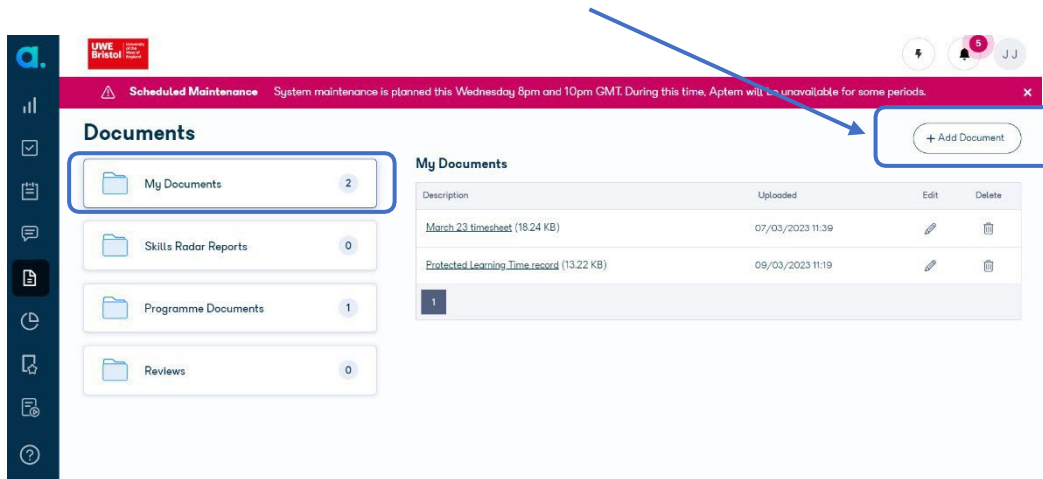 a.
UWE Bristol
University of the West of England
5
JJ
Scheduled Maintenance System maintenance is planned this Wednesday 8pm and 10pm GMT. During this time, Aptem will be unavailable for some periods. ×
Documents
+ Add Document
My Documents 2
Skills Radar Reports 0
Programme Documents 1
Reviews 0
My Documents
Description Uploaded Edit Delete
March 23 timesheet (18.24 KB) 07/03/2023 11:39
Protected Learning Time record (13.22 KB) 09/03/2023 11:19
1